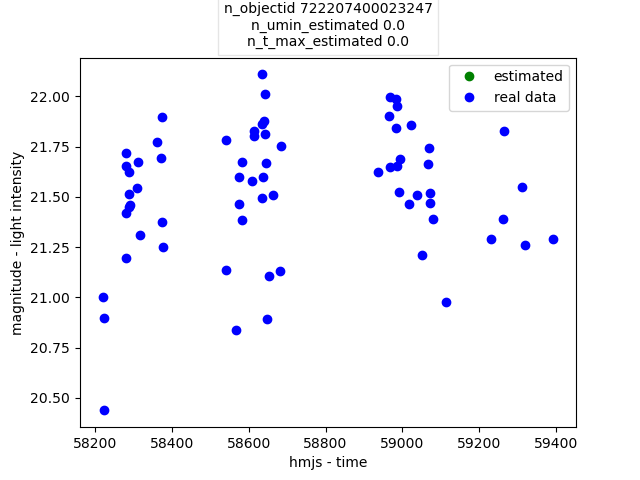 n_objectid 722207400023247
n_umin_estimated 0.0
n_t_max_estimated 0.0
estimated
real data
22.00
21.75
21.50
21.25
21.00
20.75
20.50
magnitude - light intensity
58200 58400 58600 58800 59000 59200 59400
hmjs - time